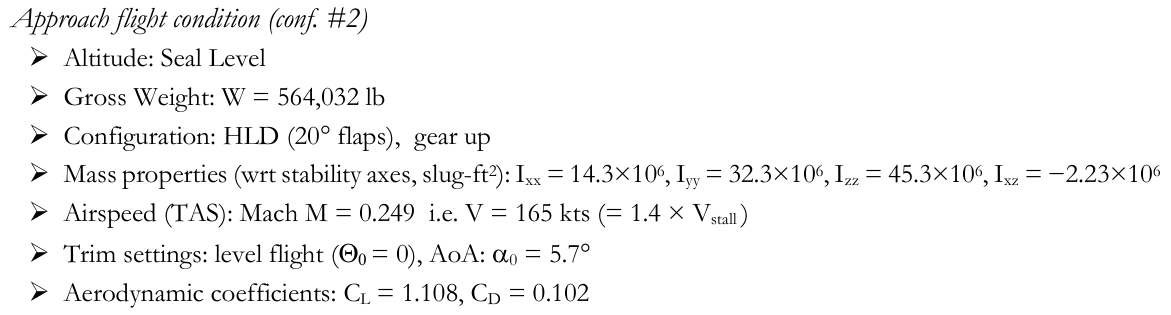 Approach flight condition (conf. #2)
➢ Altitude: Seal Level
➢ Gross Weight: W = 564,032 lb
➢ Configuration: HLD (20° flaps), gear up
➢ Mass properties (wrt stability axes, slug-ft²): Iₓₓ = 14.3×10⁶, I_yy = 32.3×10⁶, I_zz = 45.3×10⁶, I_xz = −2.23×10⁶
➢ Airspeed (TAS): Mach M = 0.249 i.e. V = 165 kts (= 1.4 × V_stall)
➢ Trim settings: level flight (Θ₀ = 0), AoA: α₀ = 5.7°
➢ Aerodynamic coefficients: C_L = 1.108, C_D = 0.102